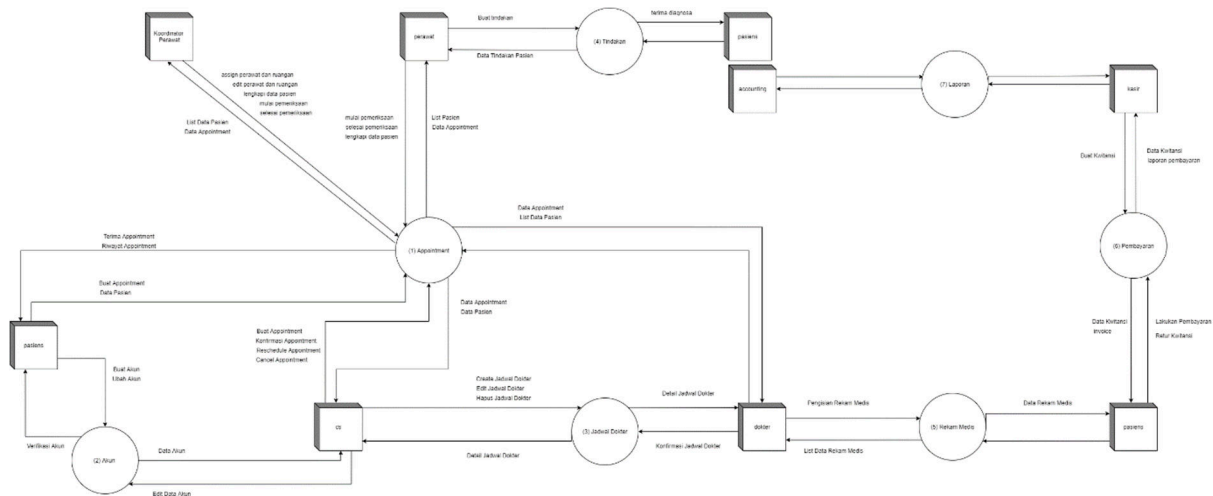 Koordinator
Perawat
perawat
Buat tindakan
Data Tindakan Pasien
(4) Tindakan
terima diagnosa
pasiens
accounting
(7) Laporan
kasir
assign perawat dan ruangan
edit perawat dan ruangan
lengkapi data pasien
mulai pemeriksaan
selesai pemeriksaan
List Data Pasien
Data Appointment
mulai pemeriksaan
selesai pemeriksaan
lengkapi data pasien
List Pasien
Data Appointment
Buat Kwitansi
Data Kwitansi
laporan pembayaran
Data Appointment
List Data Pasien
Terima Appointment
Riwayat Appointment
(1) Appointment
(6) Pembayaran
Buat Appointment
Data Pasien
Data Appointment
Data Pasien
pasiens
Buat Appointment
Konfirmasi Appointment
Reschedule Appointment
Cancel Appointment
Data Kwitansi
Invoice
Lakukan Pembayaran
Retur Kwitansi
Buat Akun
Ubah Akun
Create Jadwal Dokter
Edit Jadwal Dokter
Hapus Jadwal Dokter
Detail Jadwal Dokter
Pengisian Rekam Medis
Data Rekam Medis
cs
(3) Jadwal Dokter
dokter
(5) Rekam Medis
pasiens
Verifikasi Akun
Data Akun
Detail Jadwal Dokter
Konfirmasi Jadwal Dokter
List Data Rekam Medis
(2) Akun
Edit Data Akun